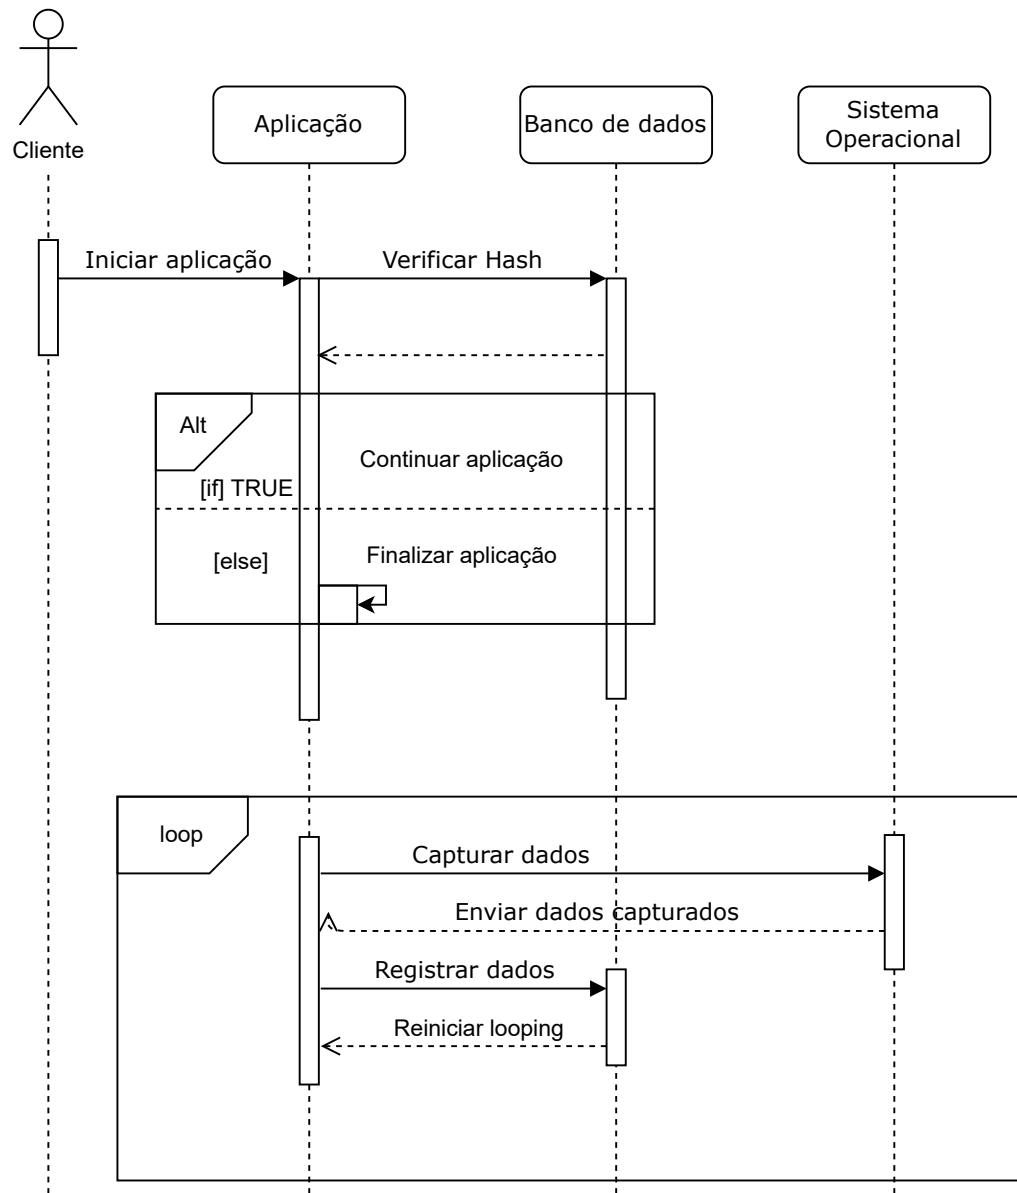 Cliente
Aplicação
Banco de dados
Sistema
Operacional
Iniciar aplicação
Verificar Hash
Alt
Continuar aplicação
[if] TRUE
[else]
Finalizar aplicação
loop
Capturar dados
Enviar dados capturados
Registrar dados
Reiniciar looping